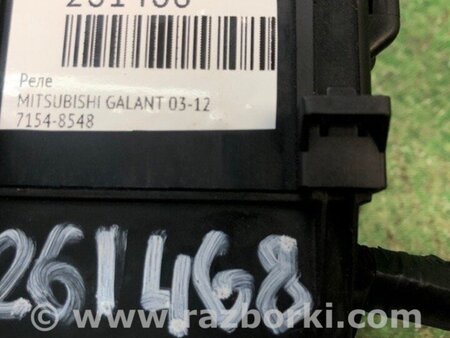 Реле
MITSUBISHI GALANT 03-12
7154-8548
261468
© www.razborki.com